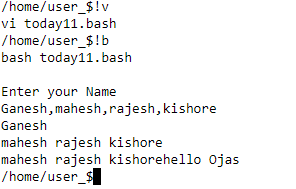 /home/user_$!v
vi today11.bash
/home/user_$!b
bash today11.bash
Enter your Name
Ganesh,mahesh,rajesh,kishore
Ganesh
mahesh rajesh kishore
mahesh rajesh kishorehello Ojas
/home/user_$